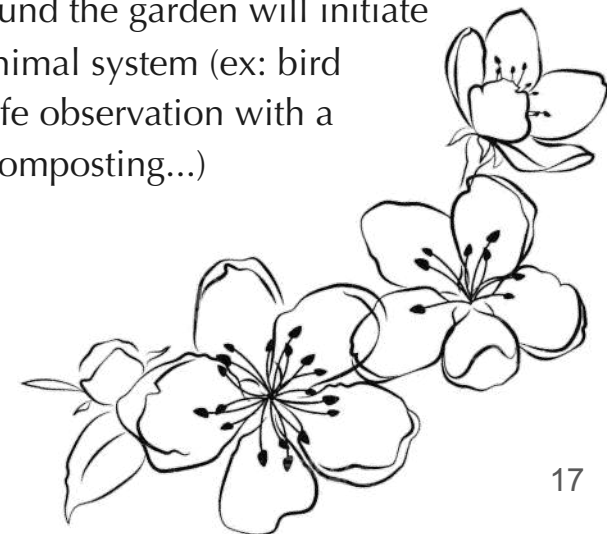 und the garden will initiate
nimal system (ex: bird
fe observation with a
omposting...)
17